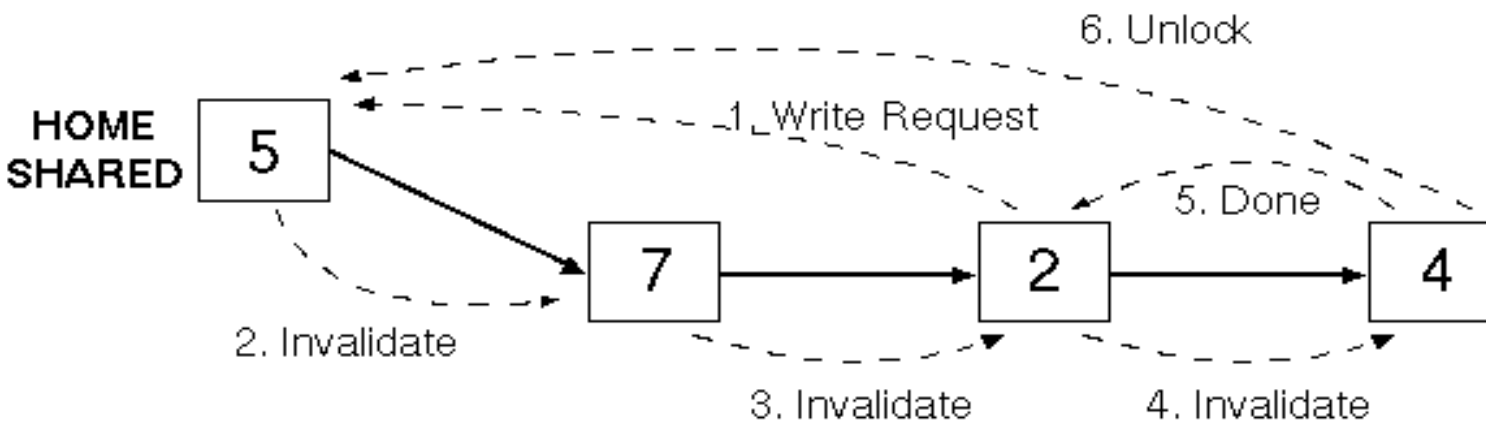 6. Unlock
HOME
SHARED
5
1. Write Request
5. Done
7
2
4
2. Invalidate
3. Invalidate
4. Invalidate